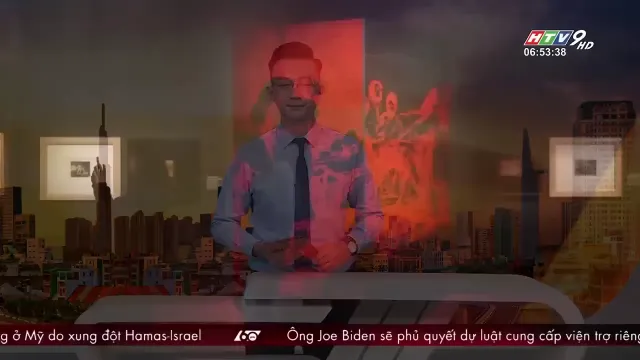 HTV9 HD
06:53:38
g ở Mỹ do xung đột Hamas-Israel 60 Ông Joe Biden sẽ phủ quyết dự luật cung cấp viện trợ riêng